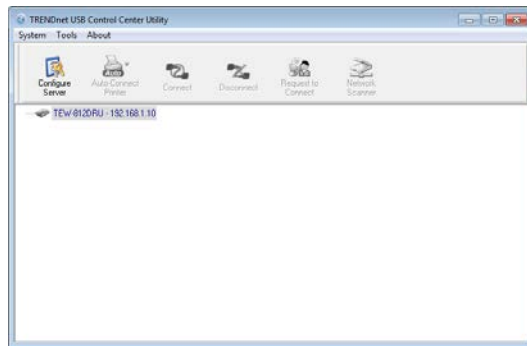 TRENDnet USB Control Center Utility
System Tools About
Configure Server
Auto-Connect Printer
Connect
Disconnect
Request to Connect
Network Scanner
TEW-812DRU - 192.168.1.10